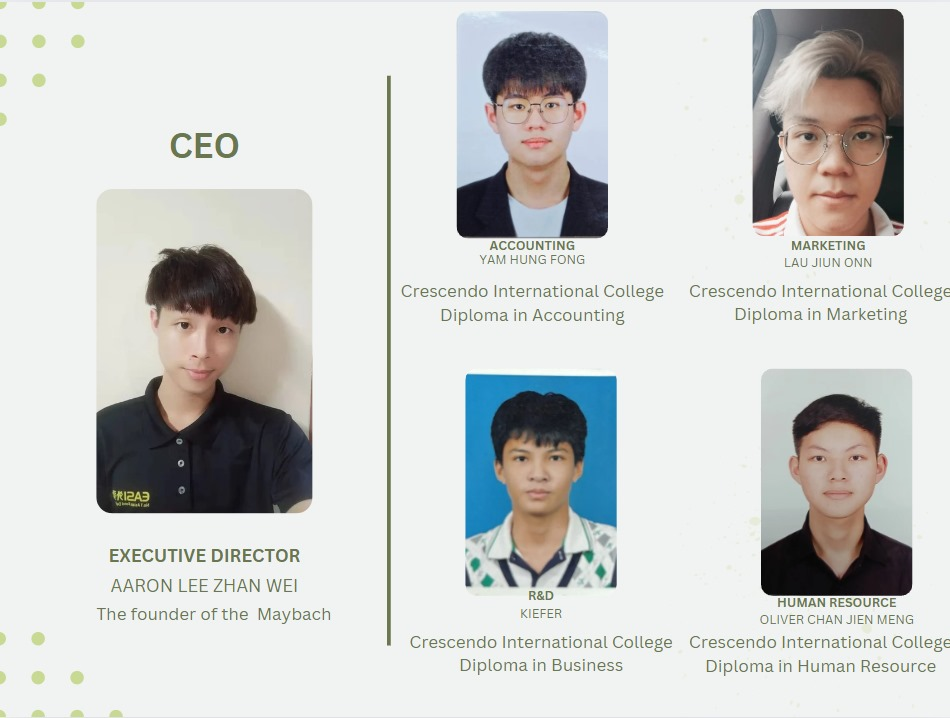 CEO
EXECUTIVE DIRECTOR
AARON LEE ZHAN WEI
The founder of the Maybach
ACCOUNTING
YAM HUNG FONG
Crescendo International College
Diploma in Accounting
MARKETING
LAU JIUN ONN
Crescendo International College
Diploma in Marketing
R&D
KIEFER
Crescendo International College
Diploma in Business
HUMAN RESOURCE
OLIVER CHAN JIEN MENG
Crescendo International College
Diploma in Human Resource